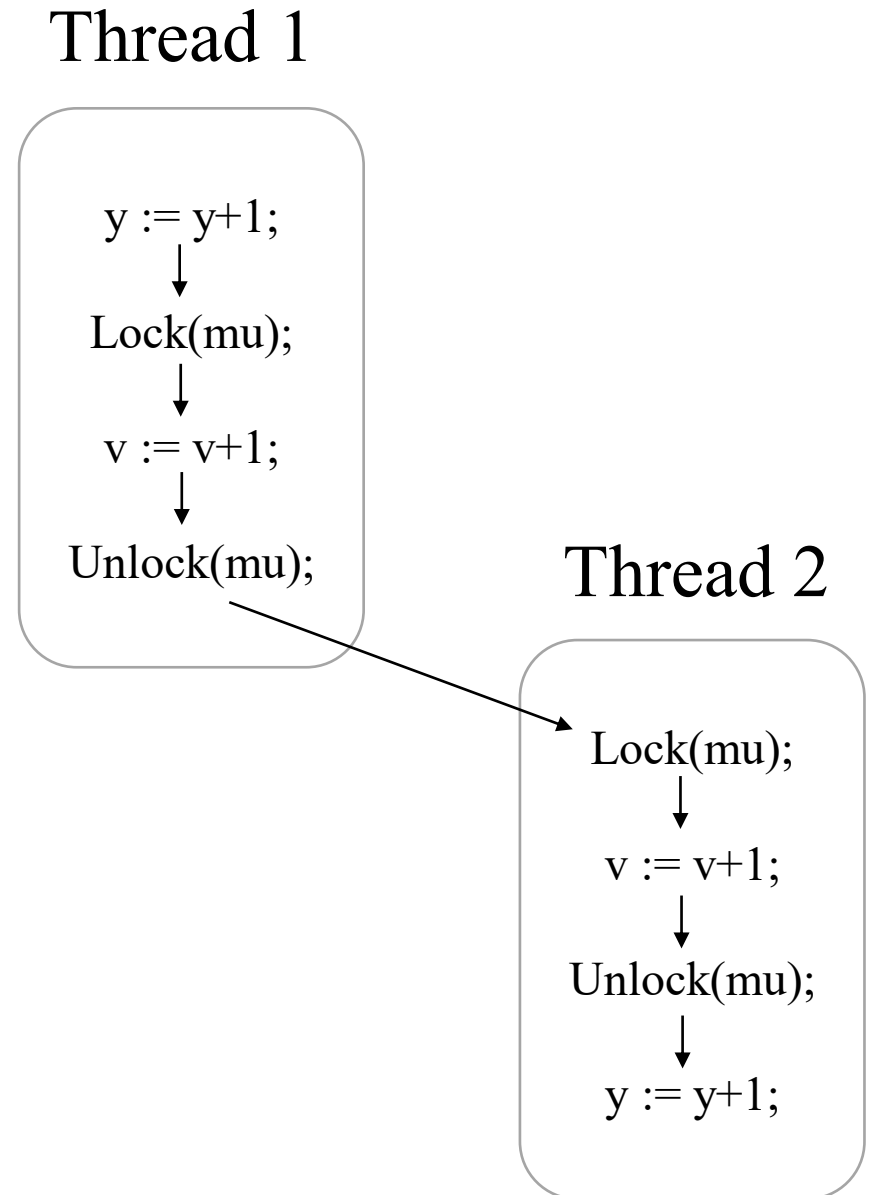 Thread 1
y := y+1;
Lock(mu);
v := v+1;
Unlock(mu);
Thread 2
Lock(mu);
v := v+1;
Unlock(mu);
y := y+1;